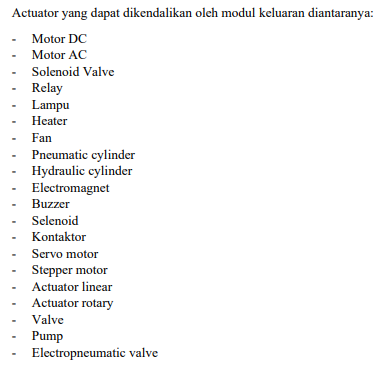 Actuator yang dapat dikendalikan oleh modul keluaran diantaranya:
- Motor DC
- Motor AC
- Solenoid Valve
- Relay
- Lampu
- Heater
- Fan
- Pneumatic cylinder
- Hydraulic cylinder
- Electromagnet
- Buzzer
- Selenoid
- Kontaktor
- Servo motor
- Stepper motor
- Actuator linear
- Actuator rotary
- Valve
- Pump
- Electropneumatic valve